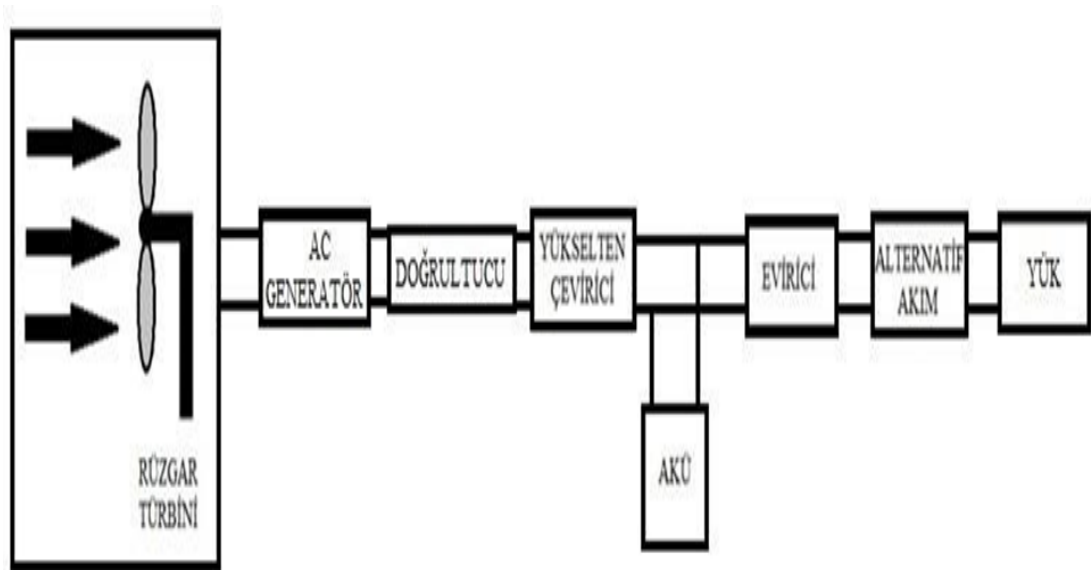 RÜZGAR
TÜRBİNİ
AC
GENERATÖR
DOĞRULTUCU
YÜKSELTEN
ÇEVİRİCİ
AKÜ
EVİRİCİ
ALTERNATİF
AKIM
YÜK